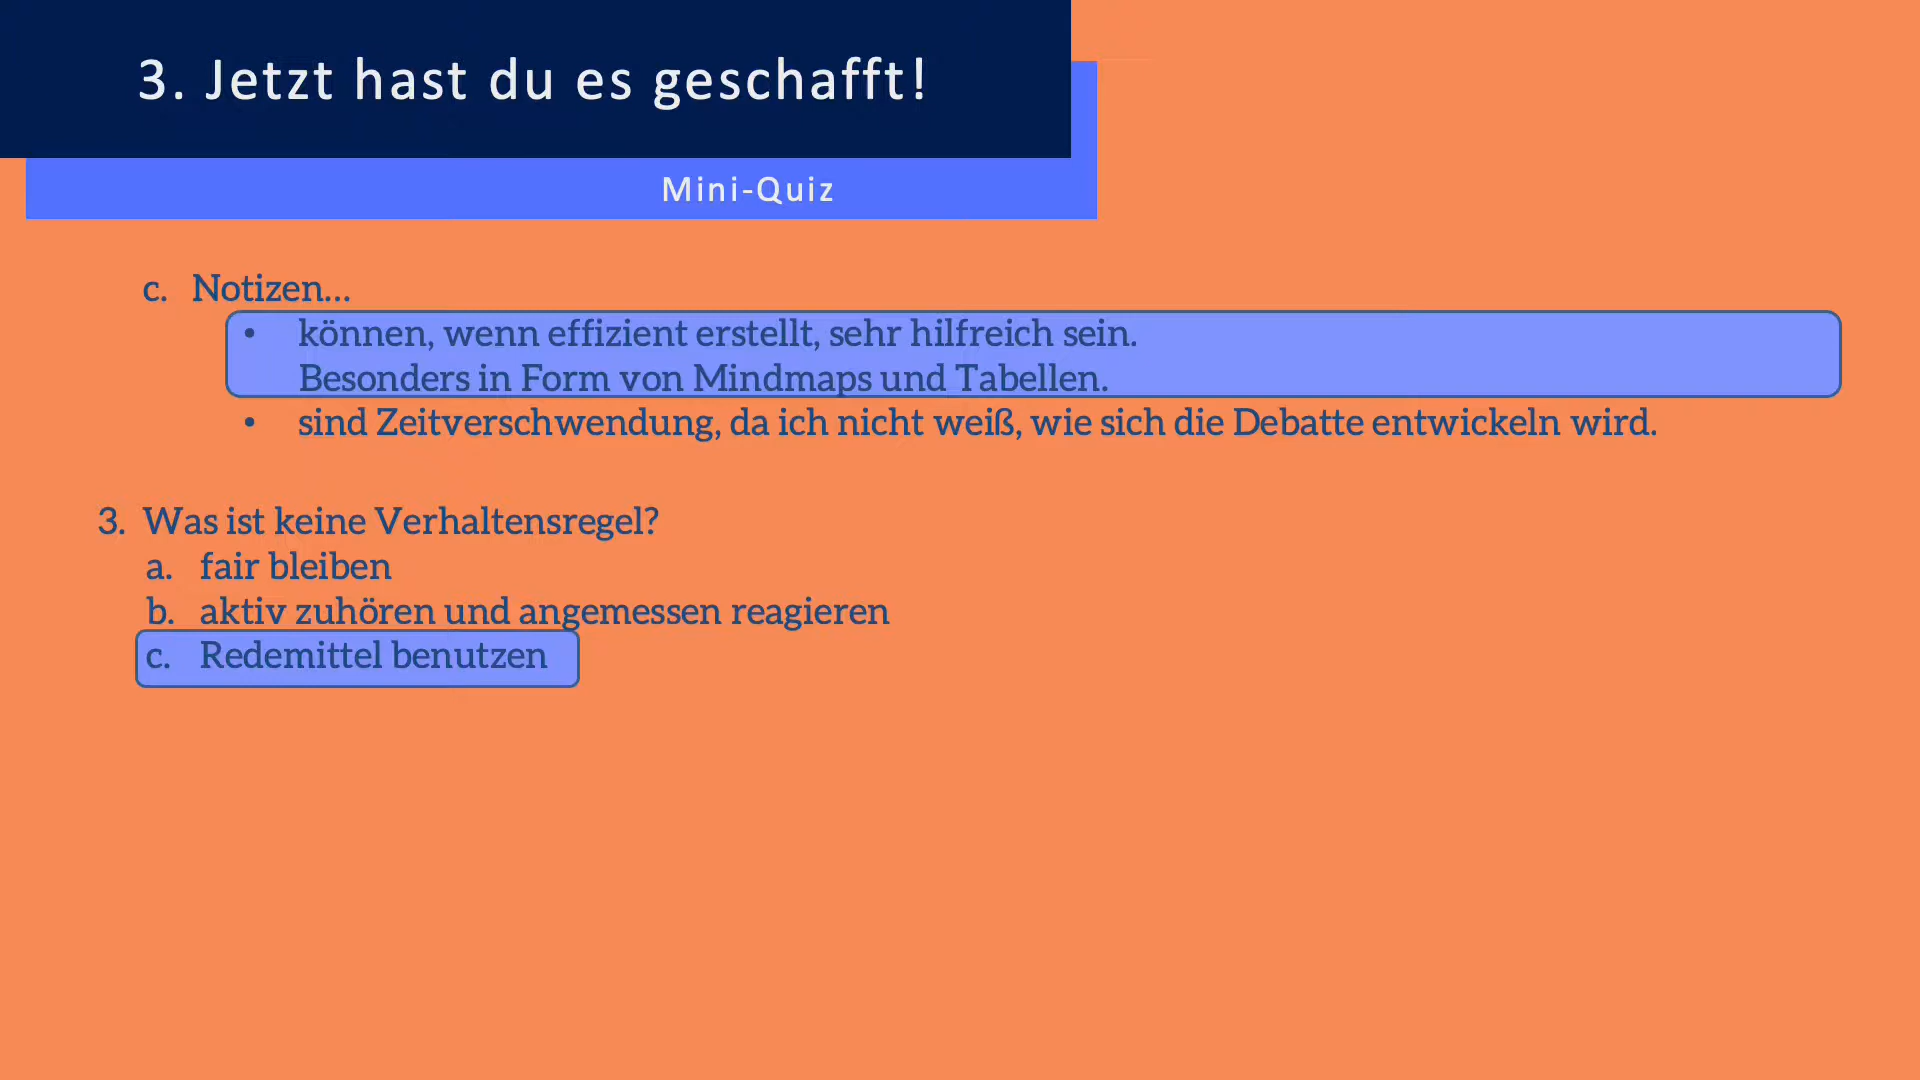 3. Jetzt hast du es geschafft!
Mini-Quiz
c. Notizen...
• können, wenn effizient erstellt, sehr hilfreich sein.
Besonders in Form von Mindmaps und Tabellen.
• sind Zeitverschwendung, da ich nicht weiß, wie sich die Debatte entwickeln wird.
3. Was ist keine Verhaltensregel?
a. fair bleiben
b. aktiv zuhören und angemessen reagieren
c. Redemittel benutzen